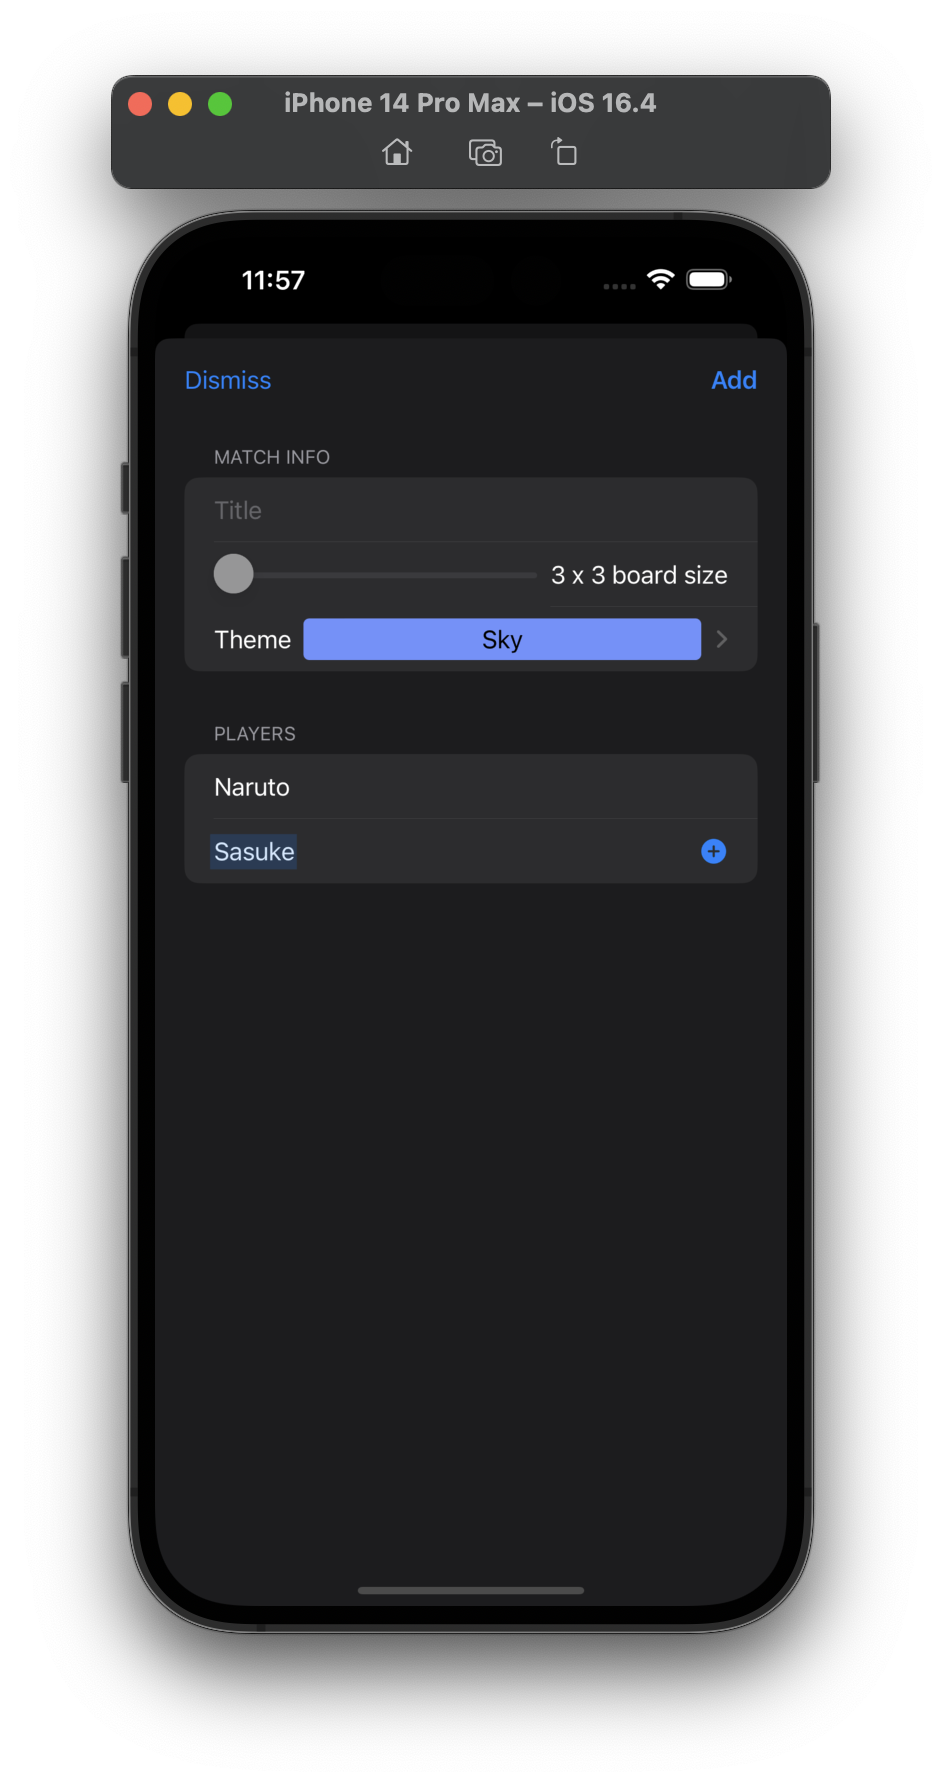 iPhone 14 Pro Max – iOS 16.4
11:57
Dismiss
Add
MATCH INFO
Title
3 x 3 board size
Theme
Sky
PLAYERS
Naruto
Sasuke